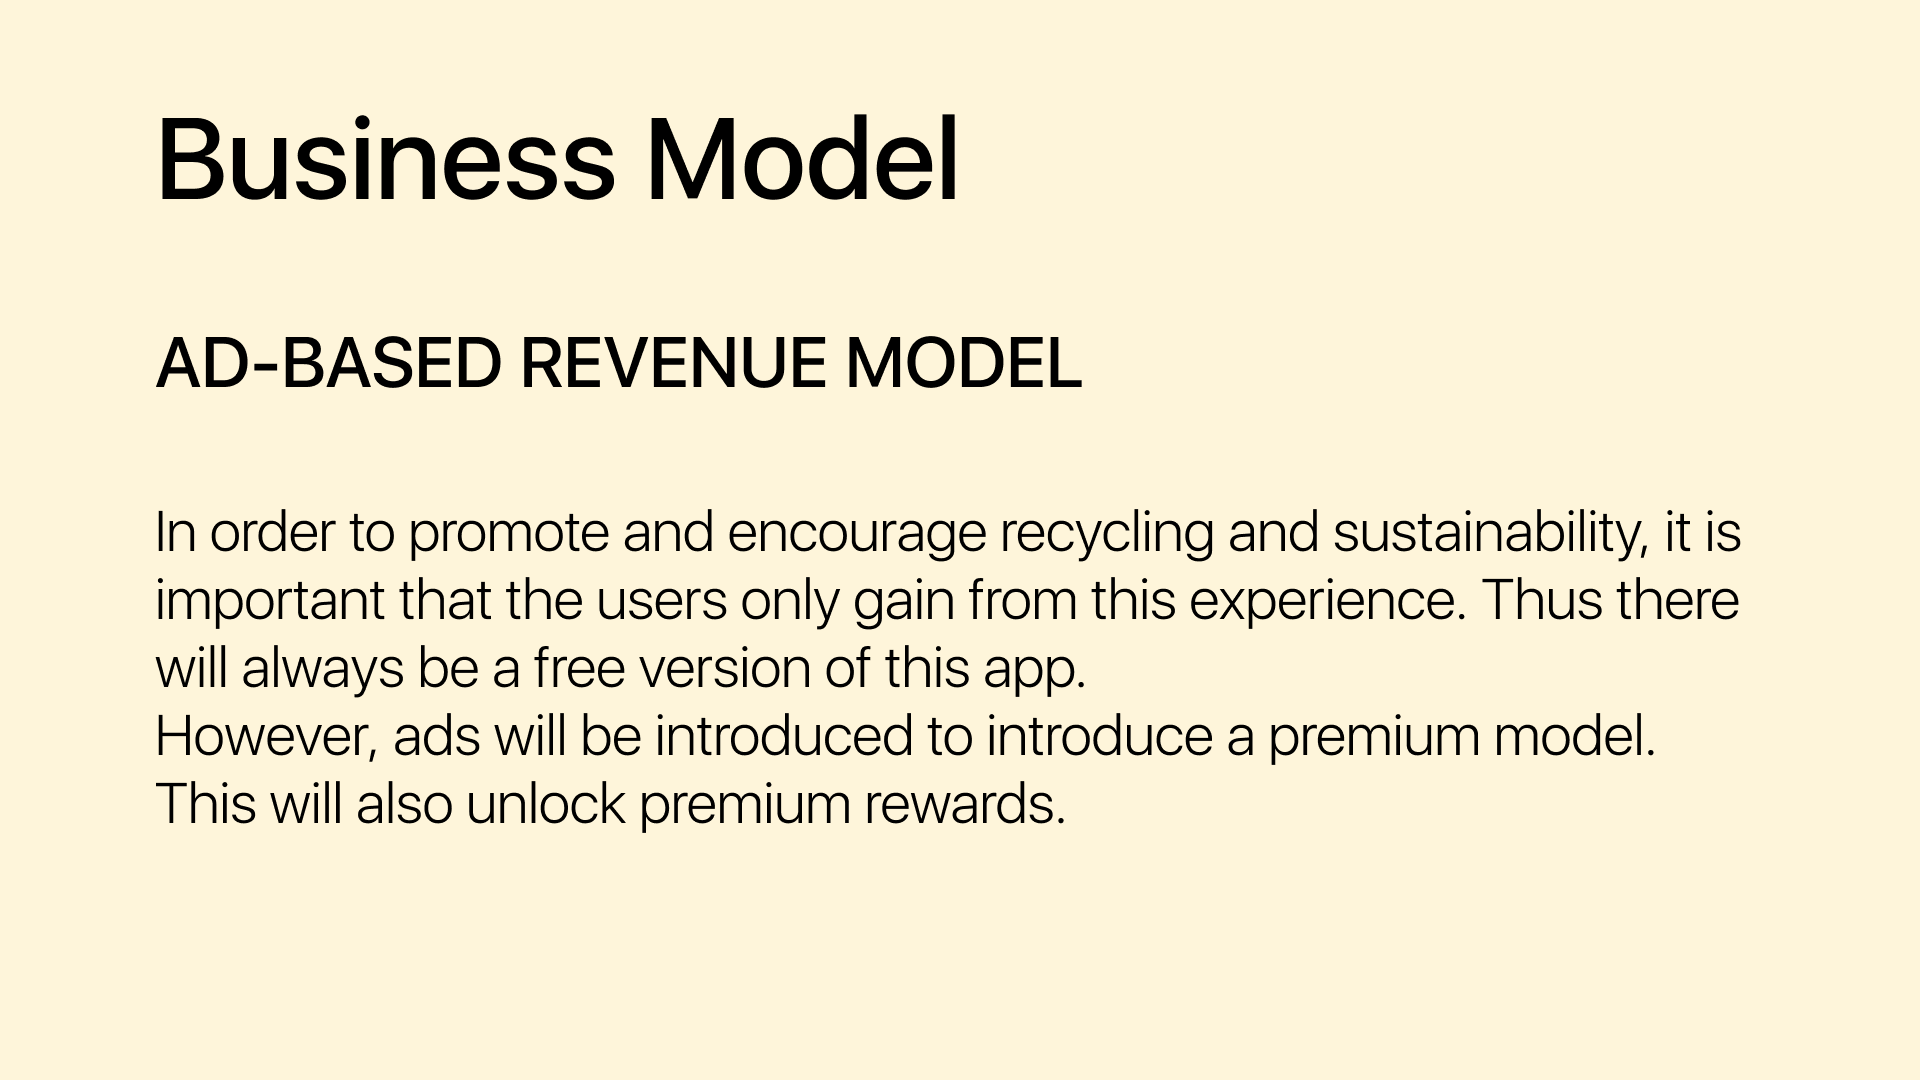 Business Model
AD-BASED REVENUE MODEL
In order to promote and encourage recycling and sustainability, it is
important that the users only gain from this experience. Thus there
will always be a free version of this app.
However, ads will be introduced to introduce a premium model.
This will also unlock premium rewards.